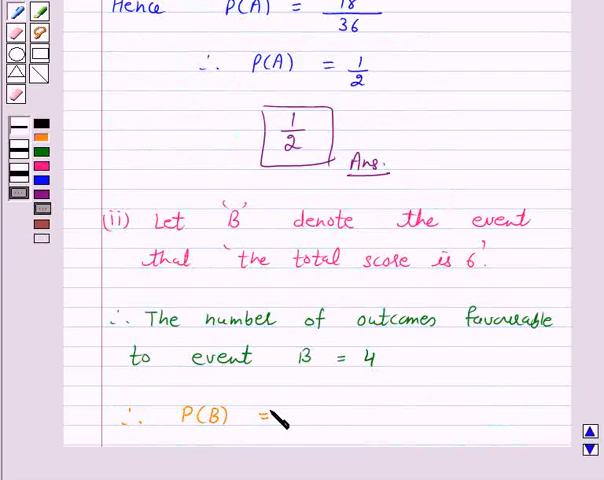 Hence P(A) = 18/36
∴ P(A) = 1/2
1/2
Ans.
(ii) Let 'B' denote the event
that 'the total score is 6'.
∴ The number of outcomes favourable
to event B = 4
∴ P(B) =